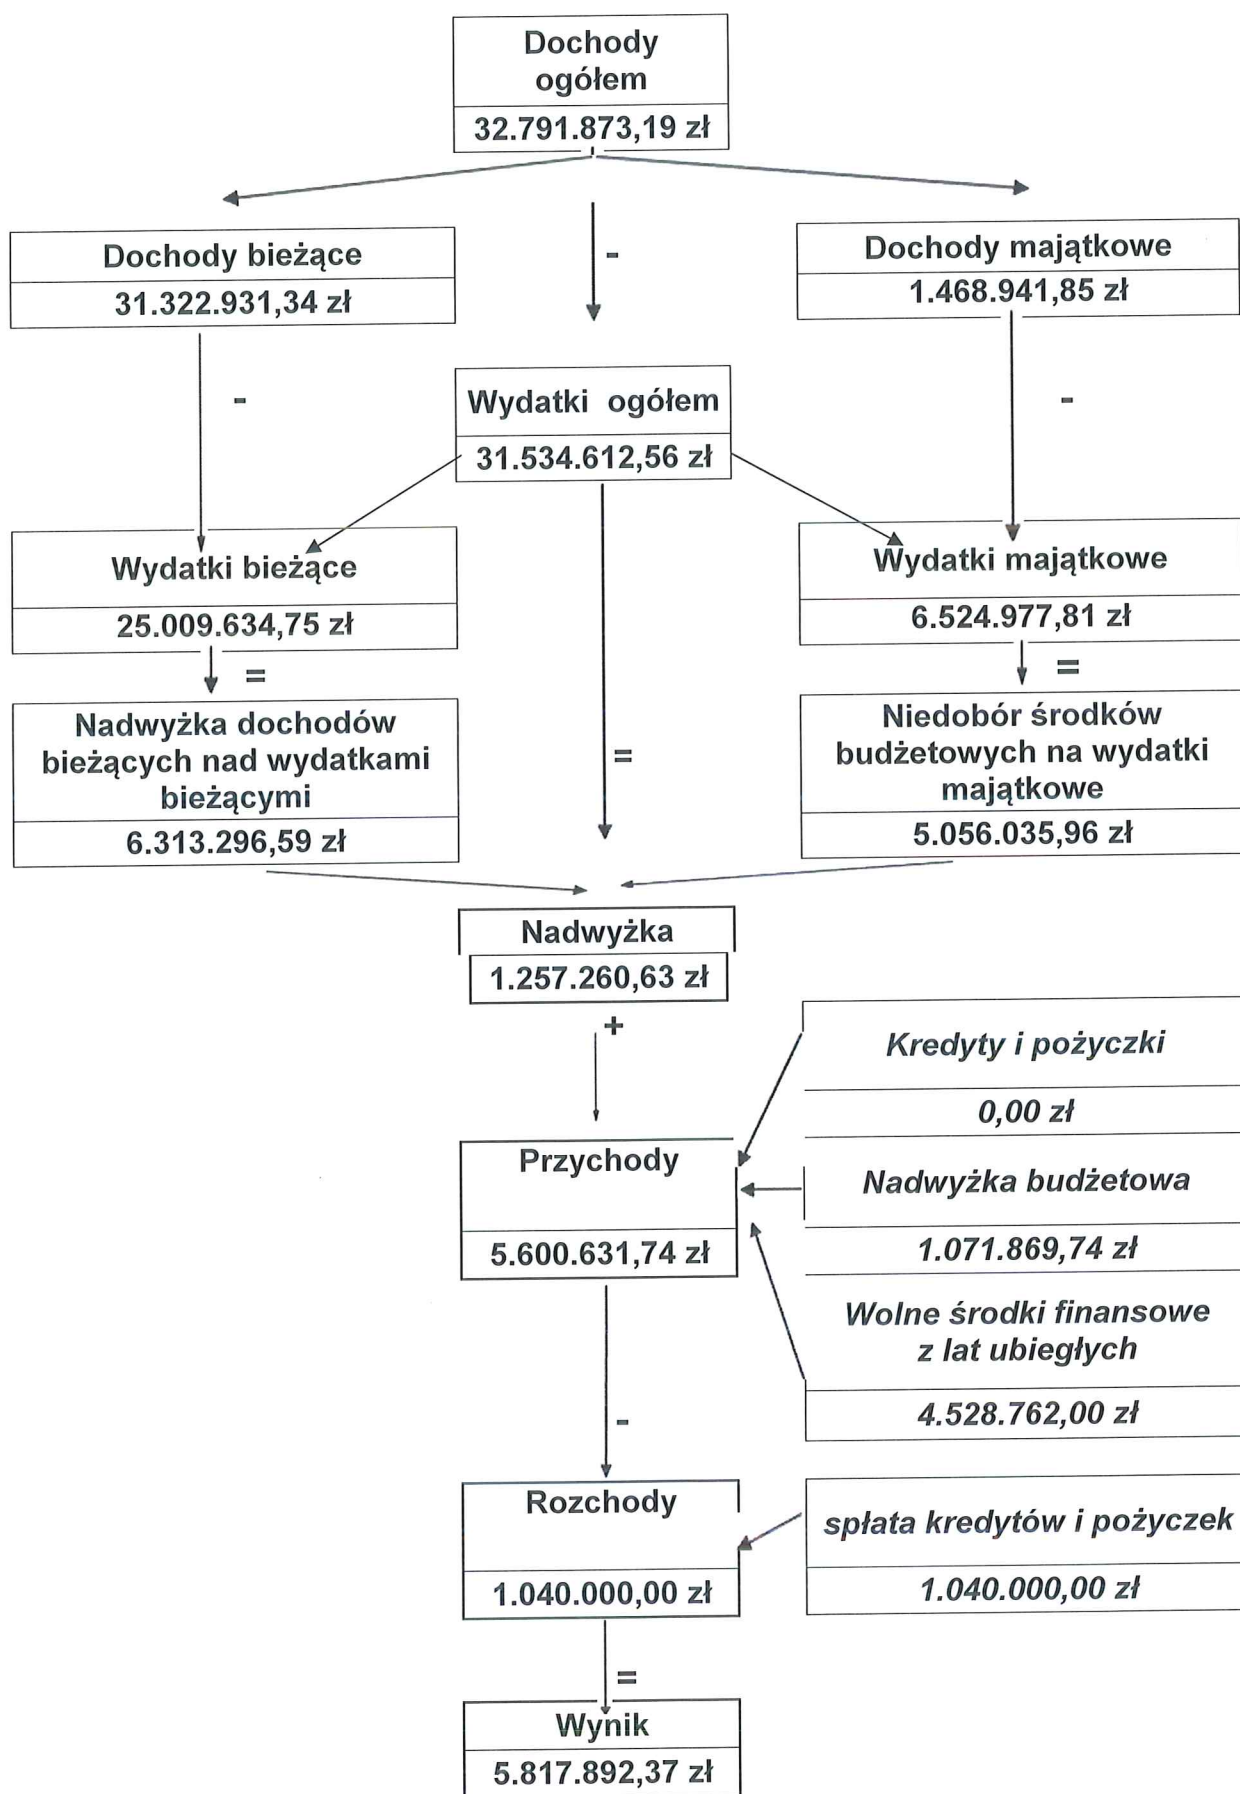 Dochody
ogółem
32.791.873,19 zł
Dochody bieżące
31.322.931,34 zł
-
Dochody majątkowe
1.468.941,85 zł
-
Wydatki ogółem
31.534.612,56 zł
-
Wydatki bieżące
25.009.634,75 zł
=
Wydatki majątkowe
6.524.977,81 zł
=
Nadwyżka dochodów
bieżących nad wydatkami
bieżącymi
6.313.296,59 zł
=
Niedobór środków
budżetowych na wydatki
majątkowe
5.056.035,96 zł
Nadwyżka
1.257.260,63 zł
+
Kredyty i pożyczki
0,00 zł
Przychody
5.600.631,74 zł
Nadwyżka budżetowa
1.071.869,74 zł
Wolne środki finansowe
z lat ubiegłych
4.528.762,00 zł
-
Rozchody
1.040.000,00 zł
spłata kredytów i pożyczek
1.040.000,00 zł
=
Wynik
5.817.892,37 zł